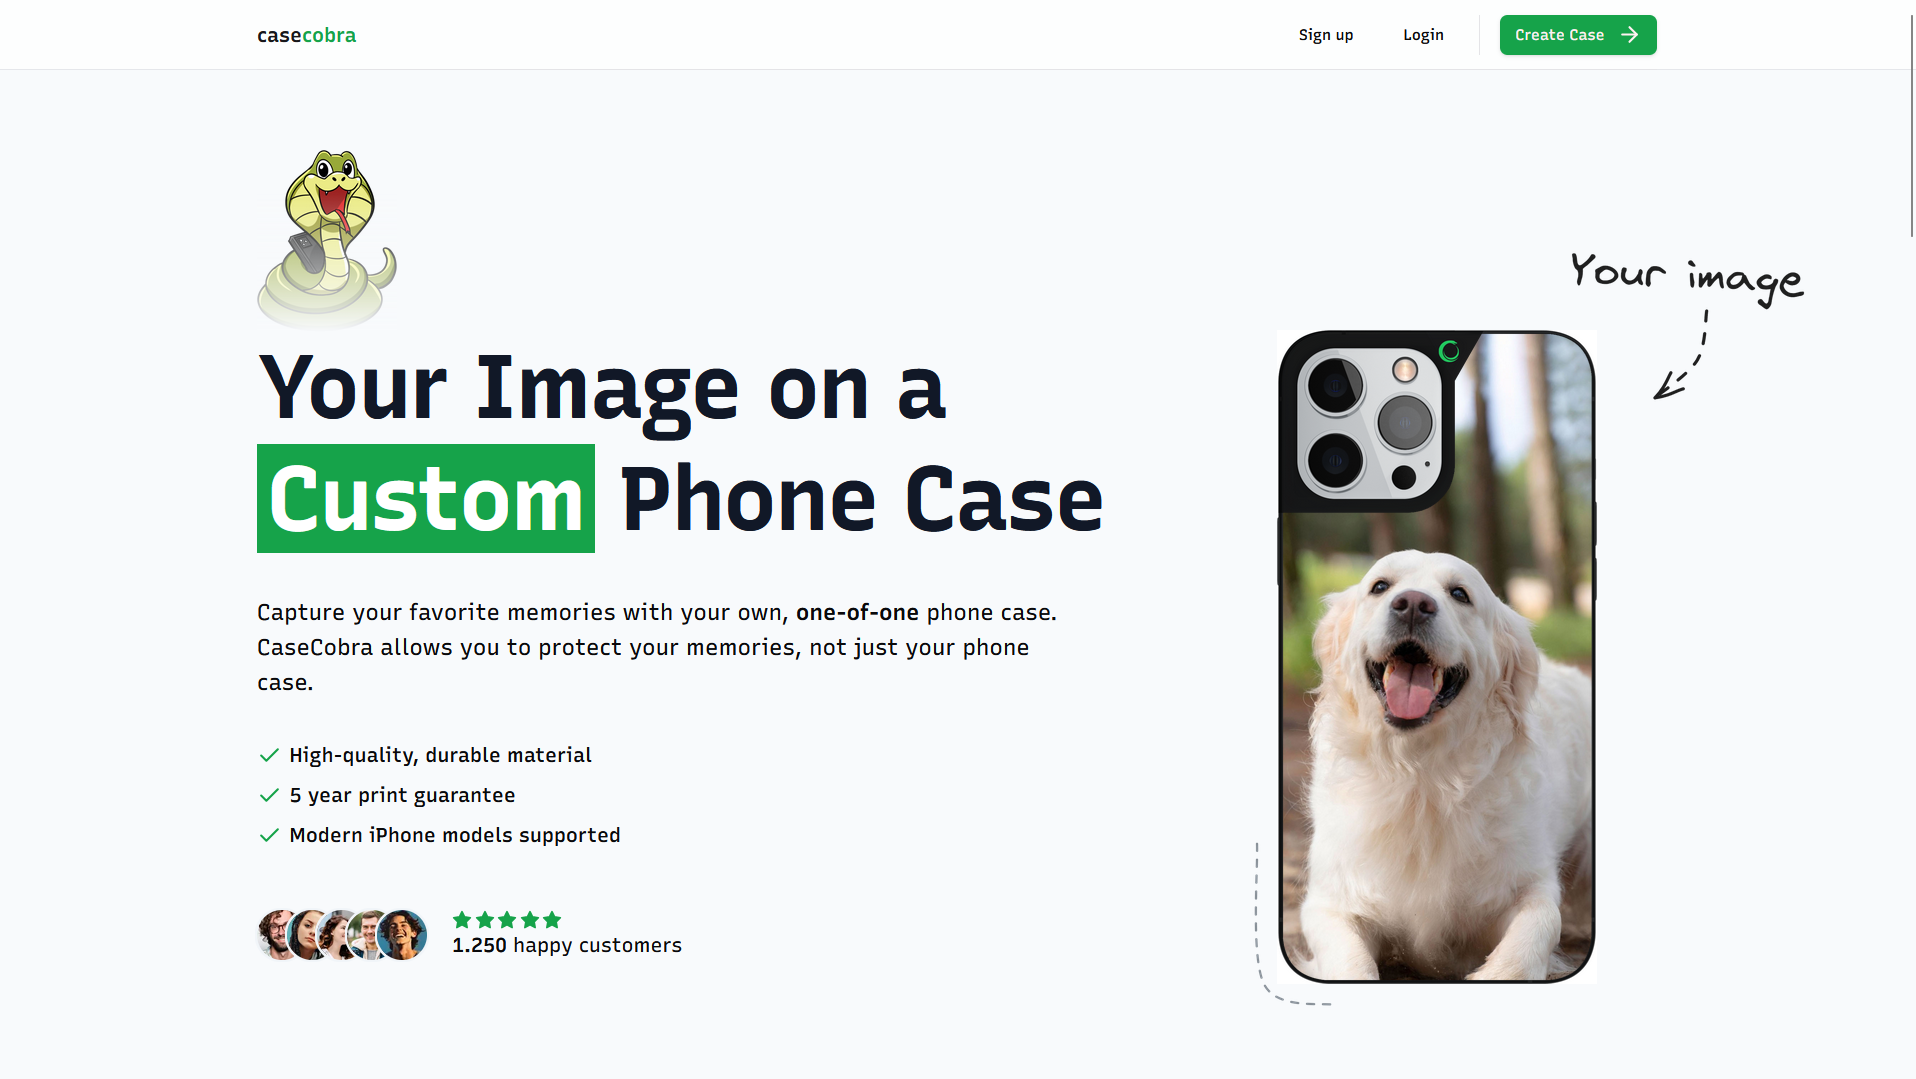 casecobra
Sign up
Login
Create Case
Your image
Your Image on a
Custom Phone Case
Capture your favorite memories with your own, one-of-one phone case.
CaseCobra allows you to protect your memories, not just your phone
case.
High-quality, durable material
5 year print guarantee
Modern iPhone models supported
1.250 happy customers